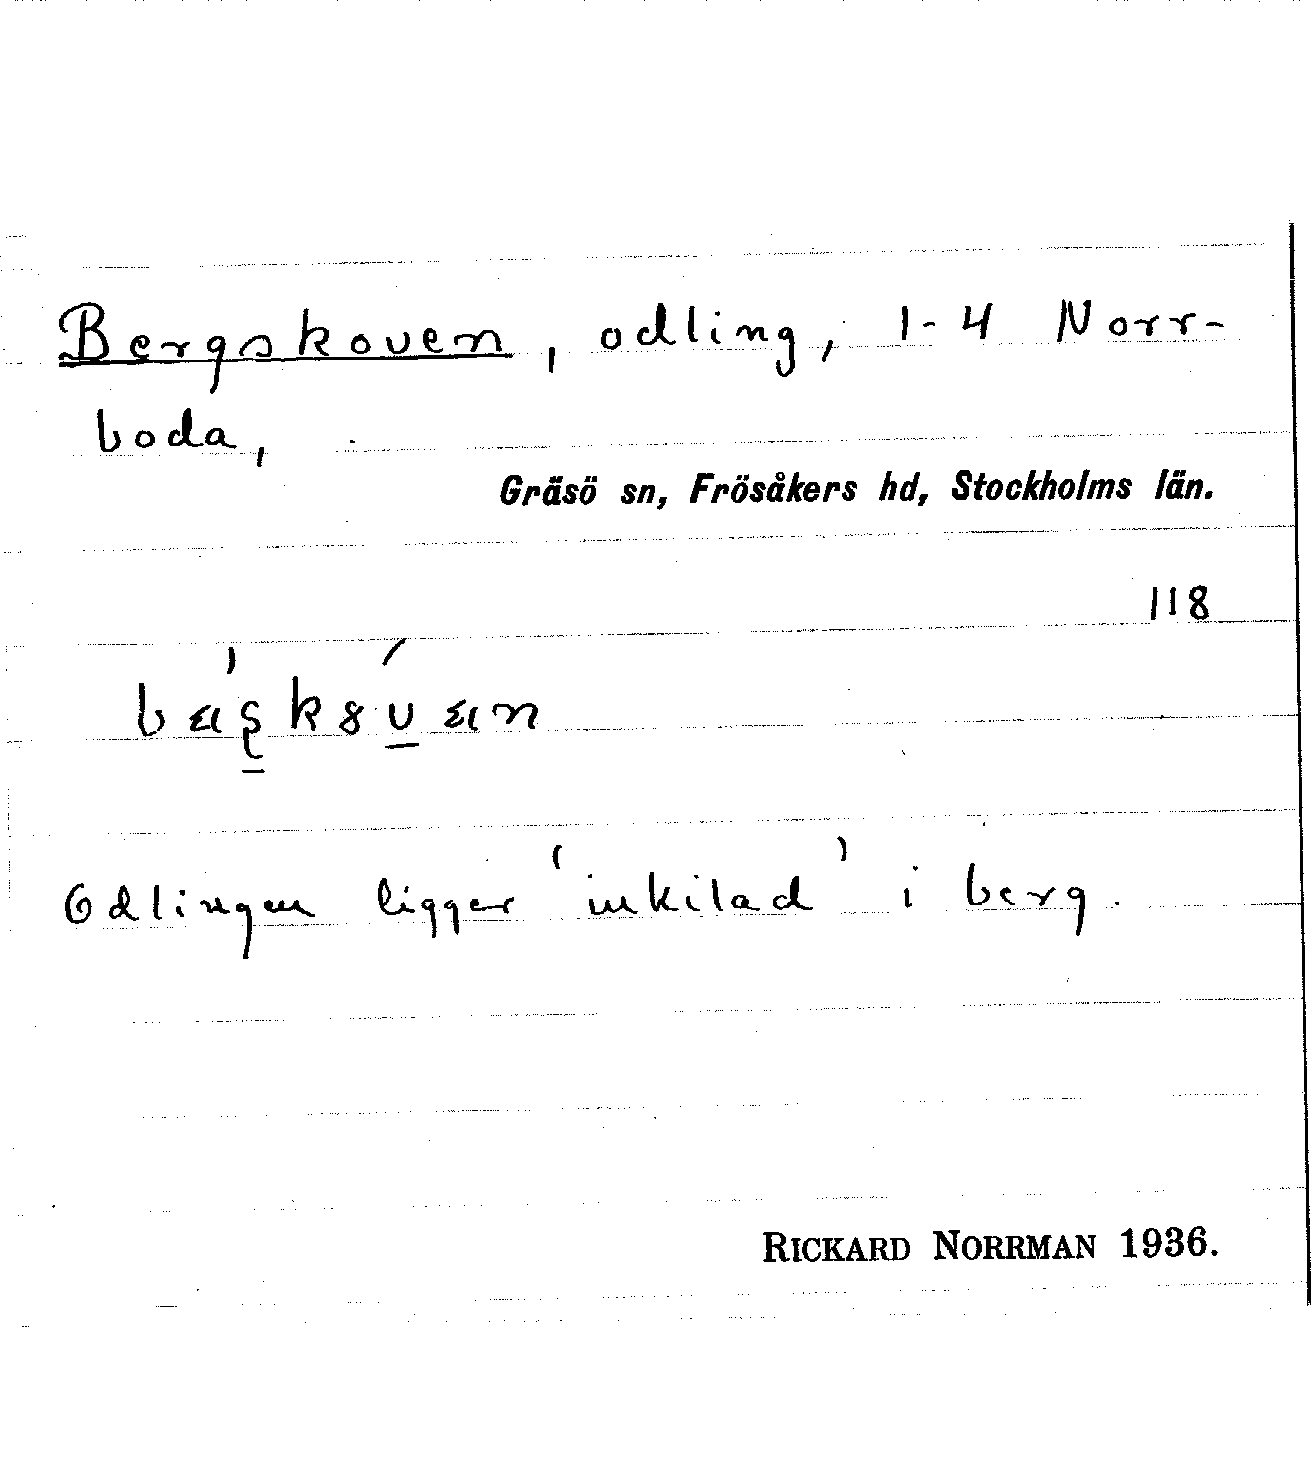 Bergskoven, odling, 1-4 Norr-
boda,
Gräsö sn, Frösåkers hd, Stockholms län.
118
Odlingen ligger 'inkilad' i berg.
RICKARD NORRMAN 1936.